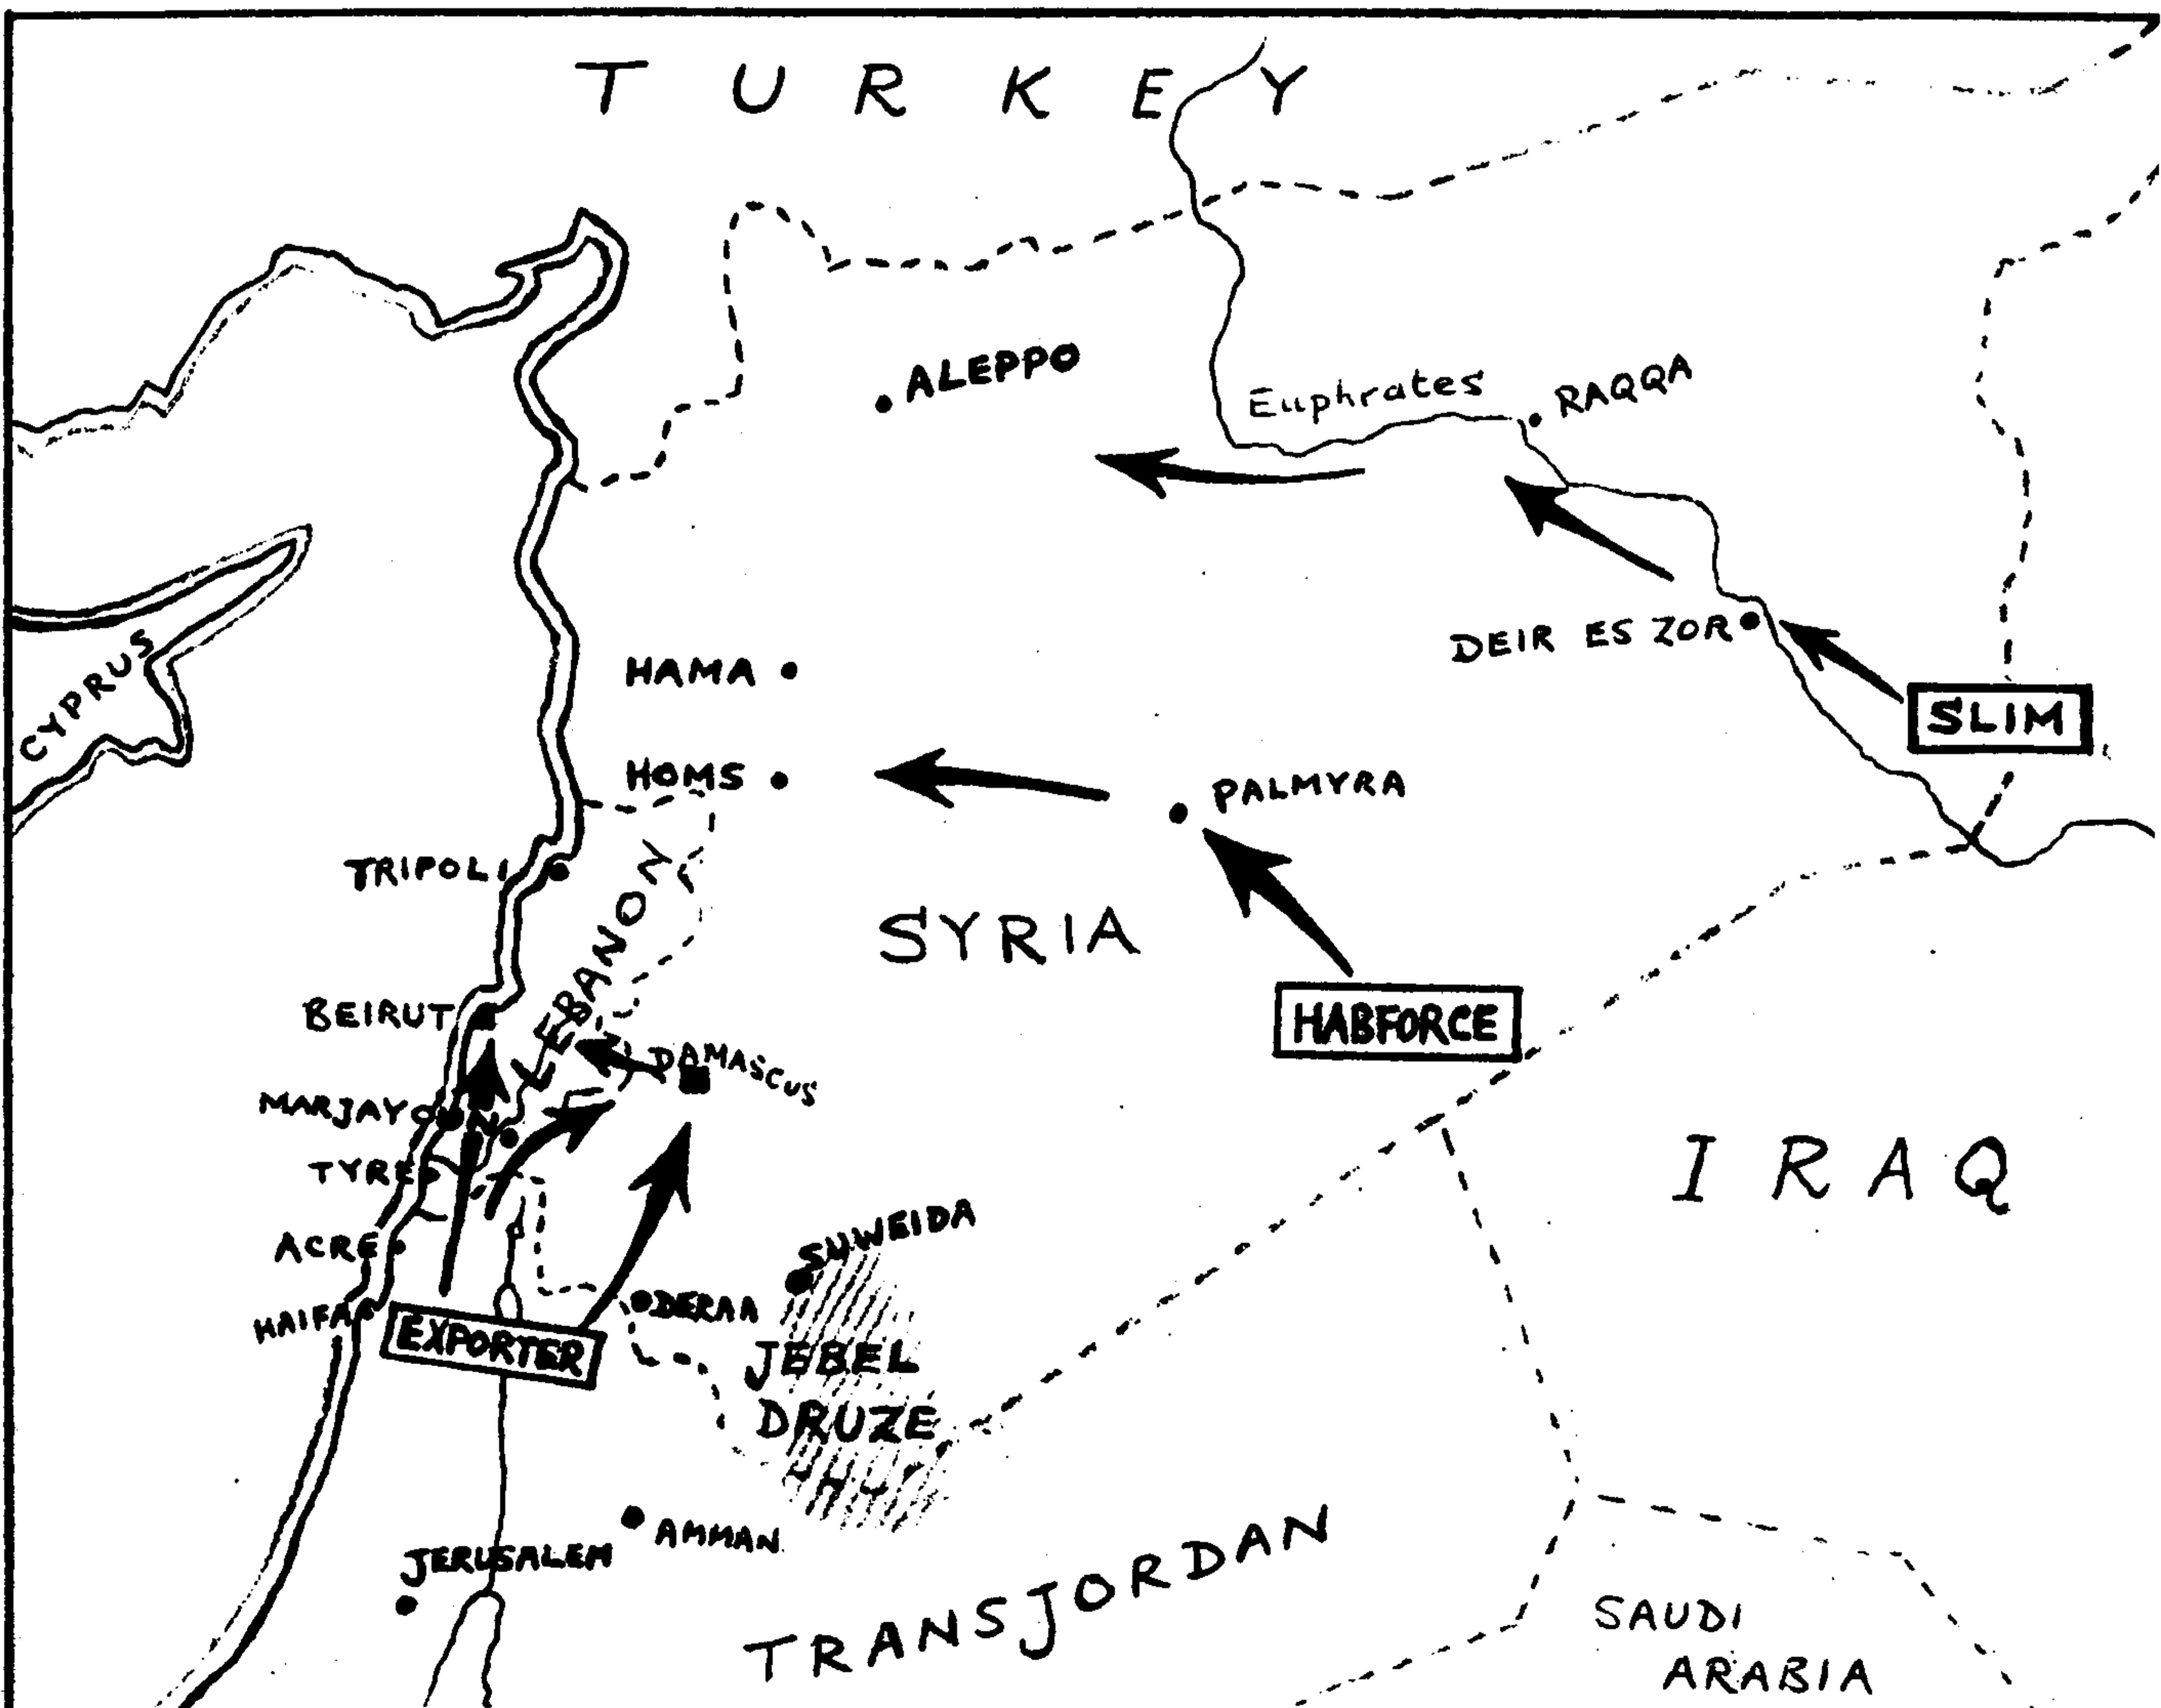 TURKEY
ALEPPO
Euphrates
RAQQA
DEIR ES ZOR
SLIM
CYPRUS
HAMA
HOMS
PALMYRA
TRIPOLI
LEBANON
SYRIA
BEIRUT
HABFORCE
DAMASCUS
MARJAYOUN
TYRE
IRAQ
SUWEIDA
ACRE
HAIFA
DERAA
EXPORTER
JEBEL
DRUZE
AMMAN
JERUSALEM
TRANSJORDAN
SAUDI
ARABIA